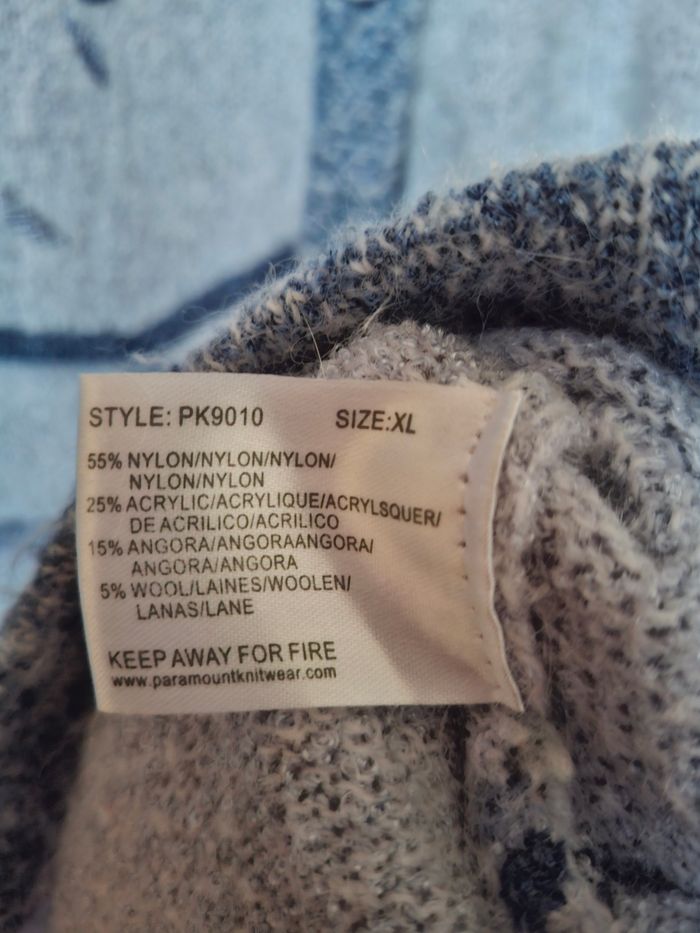 STYLE: PK9010 SIZE:XL
55% NYLON/NYLON/NYLON/
NYLON/NYLON
25% ACRYLIC/ACRYLIQUE/ACRYLSQUER/
DE ACRILICO/ACRILICO
15% ANGORA/ANGORAANGORA/
ANGORA/ANGORA
5% WOOL/LAINES/WOOLEN/
LANAS/LANE
KEEP AWAY FOR FIRE
www.paramountknitwear.com